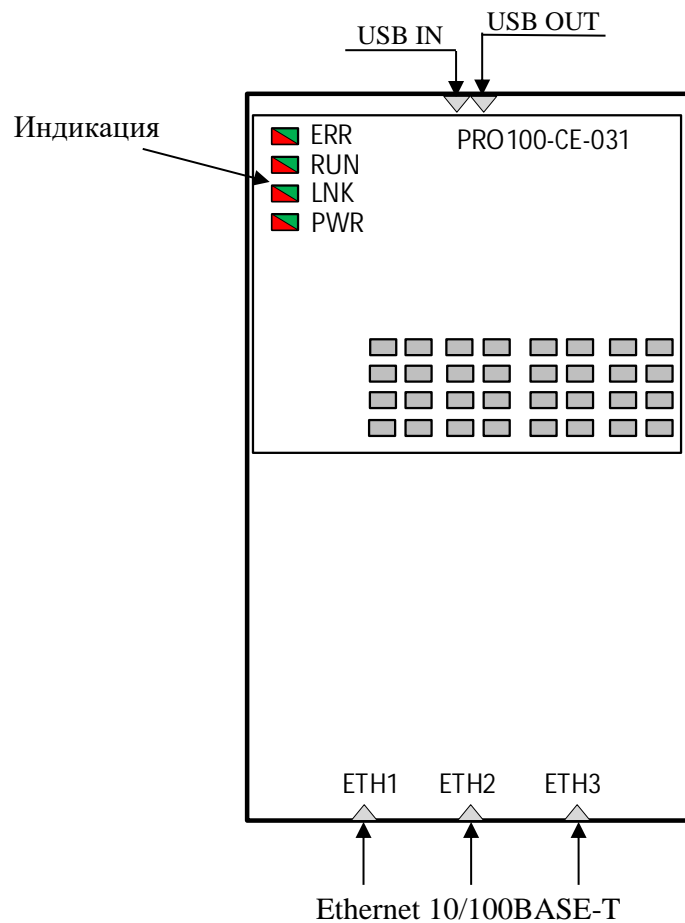 USB IN
USB OUT
Индикация
ERR
PRO100-CE-031
RUN
LNK
PWR
ETH1 ETH2 ETH3
Ethernet 10/100BASE-T